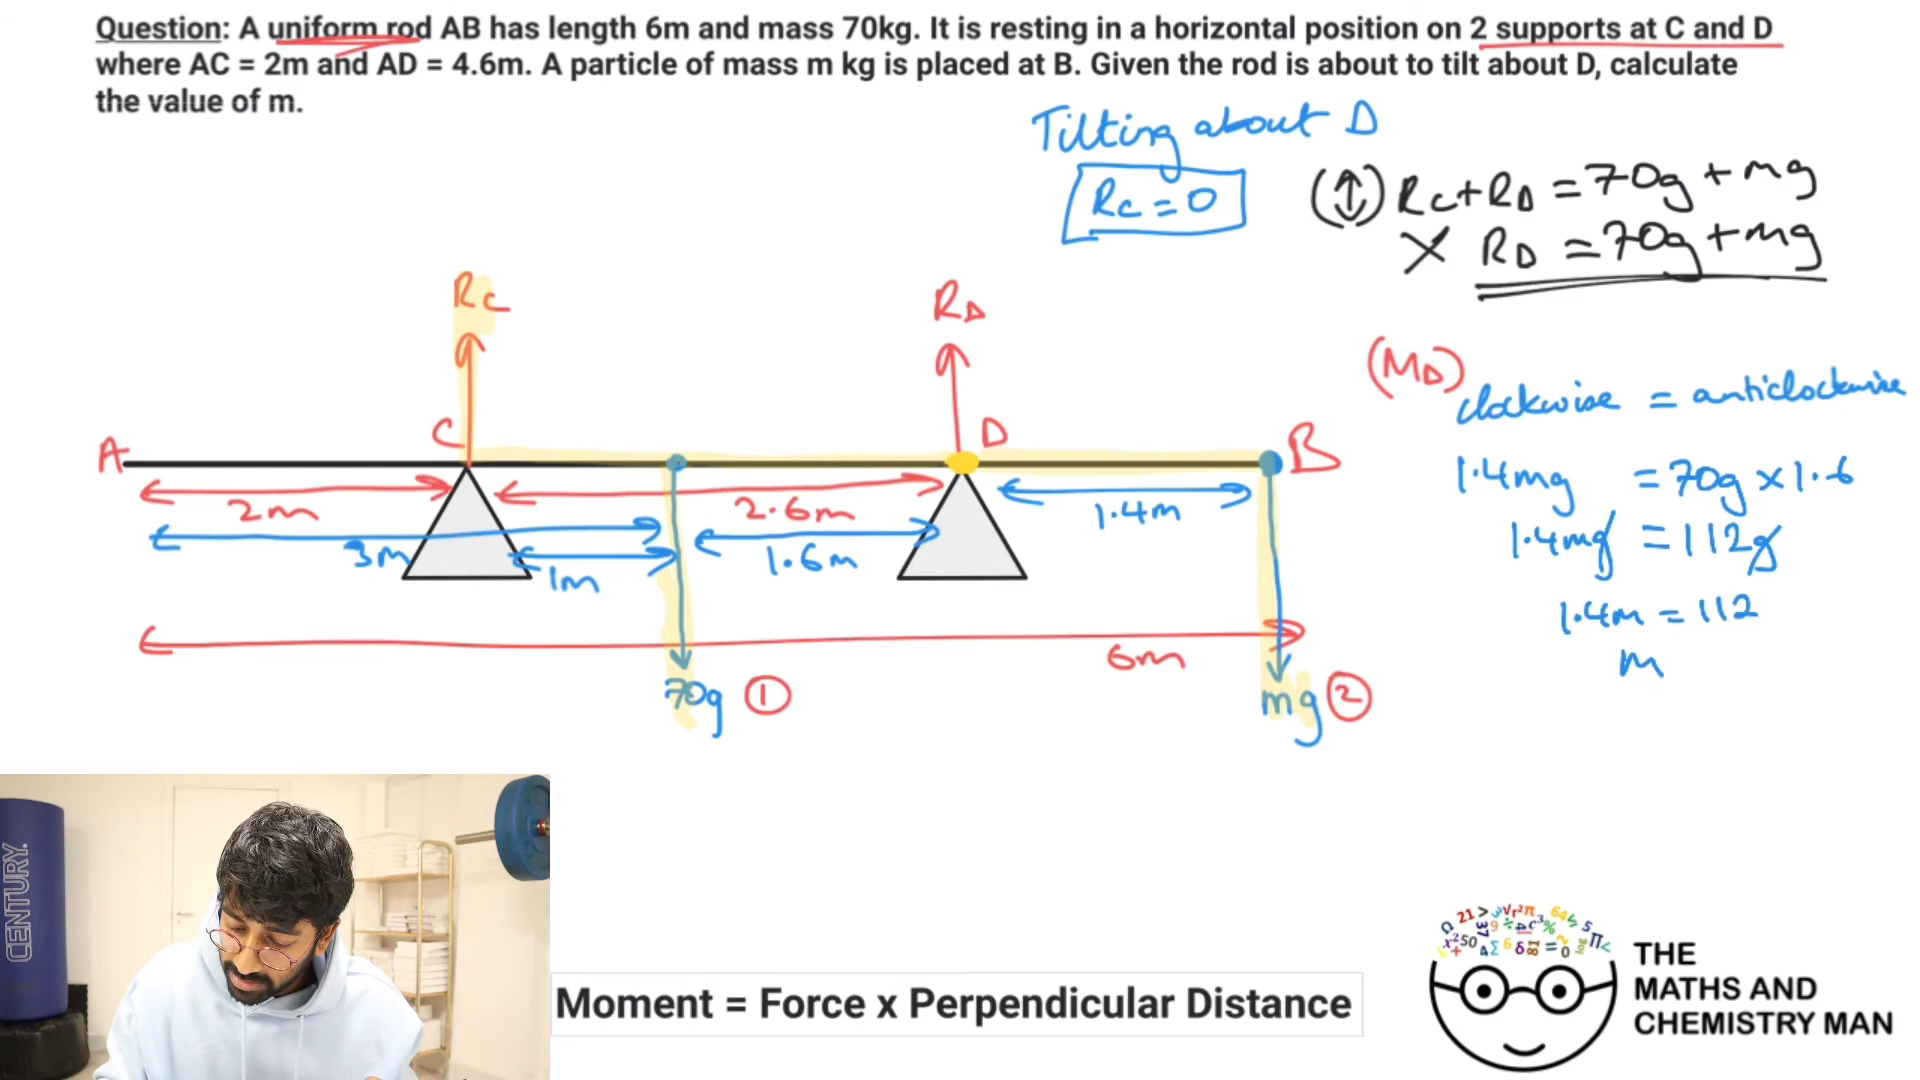 Question: A uniform rod AB has length 6m and mass 70kg. It is resting in a horizontal position on 2 supports at C and D
where AC = 2m and AD = 4.6m. A particle of mass m kg is placed at B. Given the rod is about to tilt about D, calculate
the value of m.
Tilting about D
Rc = 0
(↕) Rc+RD = 70g + mg
X RD = 70g + mg
Rc
RD
(MD)
clockwise = anticlockwise
A
C
D
B
1.4mg = 70g x 1.6
2m
2.6m
1.4m
1.4mg = 112g
3m
1m
1.6m
1.4m = 112
6m
m
70g ①
mg ②
CENTURY.
Moment = Force x Perpendicular Distance
THE
MATHS AND
CHEMISTRY MAN